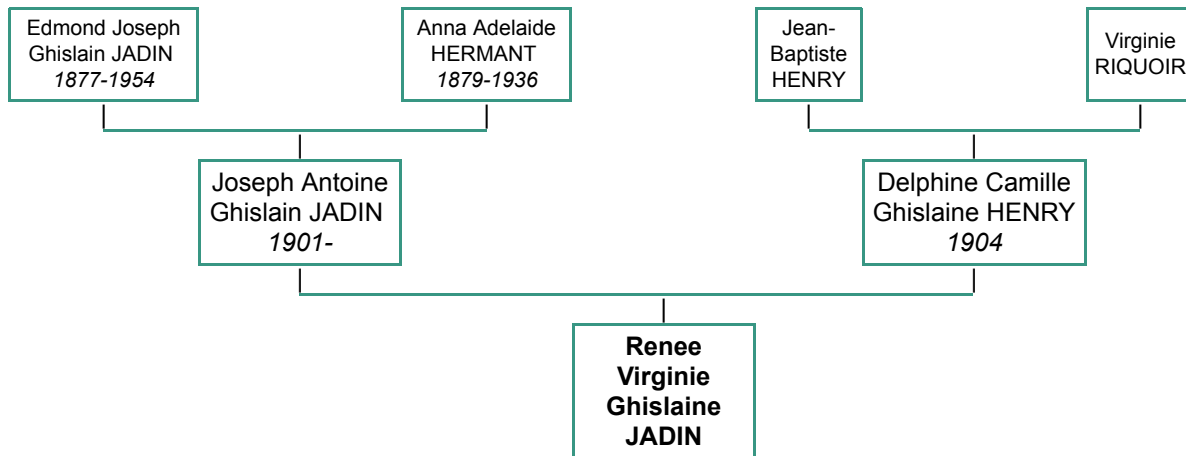 Edmond Joseph
Ghislain JADIN
1877-1954
Anna Adelaide
HERMANT
1879-1936
Jean-
Baptiste
HENRY
Virginie
RIQUOIR
Joseph Antoine
Ghislain JADIN
1901-
Delphine Camille
Ghislaine HENRY
1904
Renee
Virginie
Ghislaine
JADIN